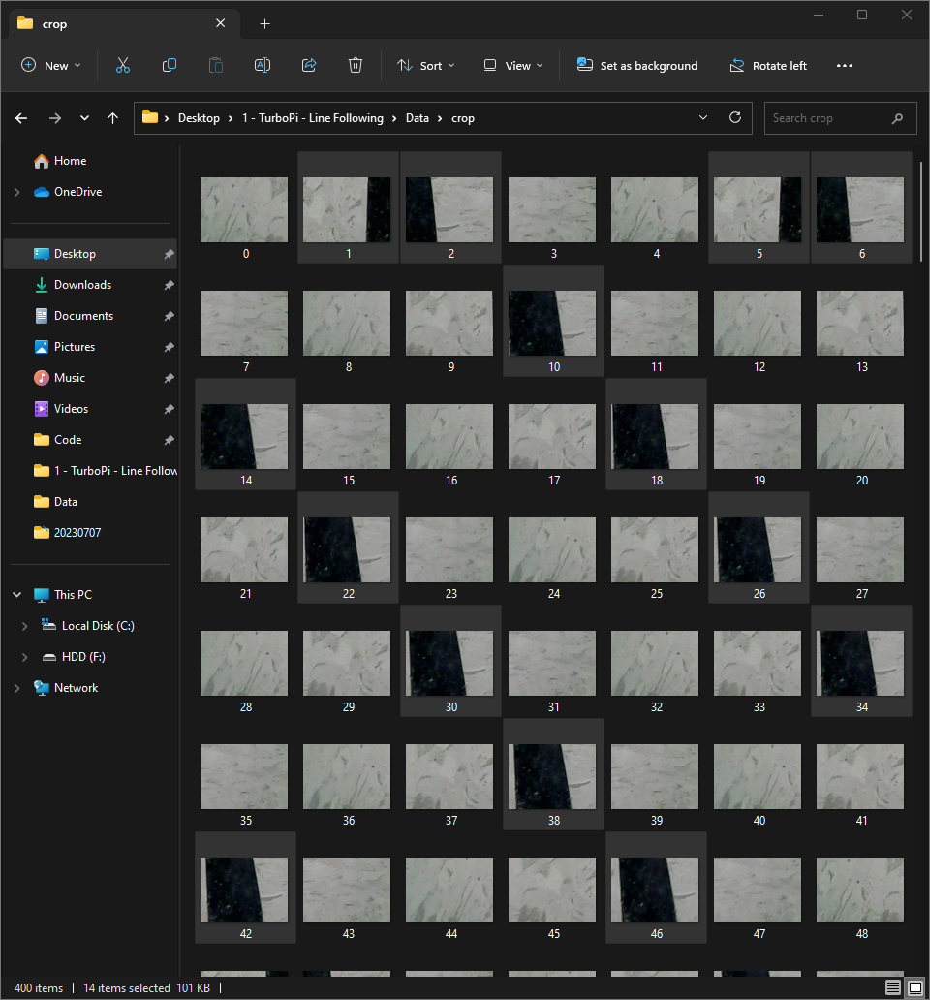 crop
New
Sort
View
Set as background
Rotate left
Desktop
1 - TurboPi - Line Following
Data
crop
Search crop
Home
OneDrive
Desktop
Downloads
Documents
Pictures
Music
Videos
Code
1 - TurboPi - Line Follow
Data
20230707
This PC
Local Disk (C:)
HDD (F:)
Network
0 1 2 3 4 5 6
7 8 9 10 11 12 13
14 15 16 17 18 19 20
21 22 23 24 25 26 27
28 29 30 31 32 33 34
35 36 37 38 39 40 41
42 43 44 45 46 47 48
400 items
14 items selected 101 KB